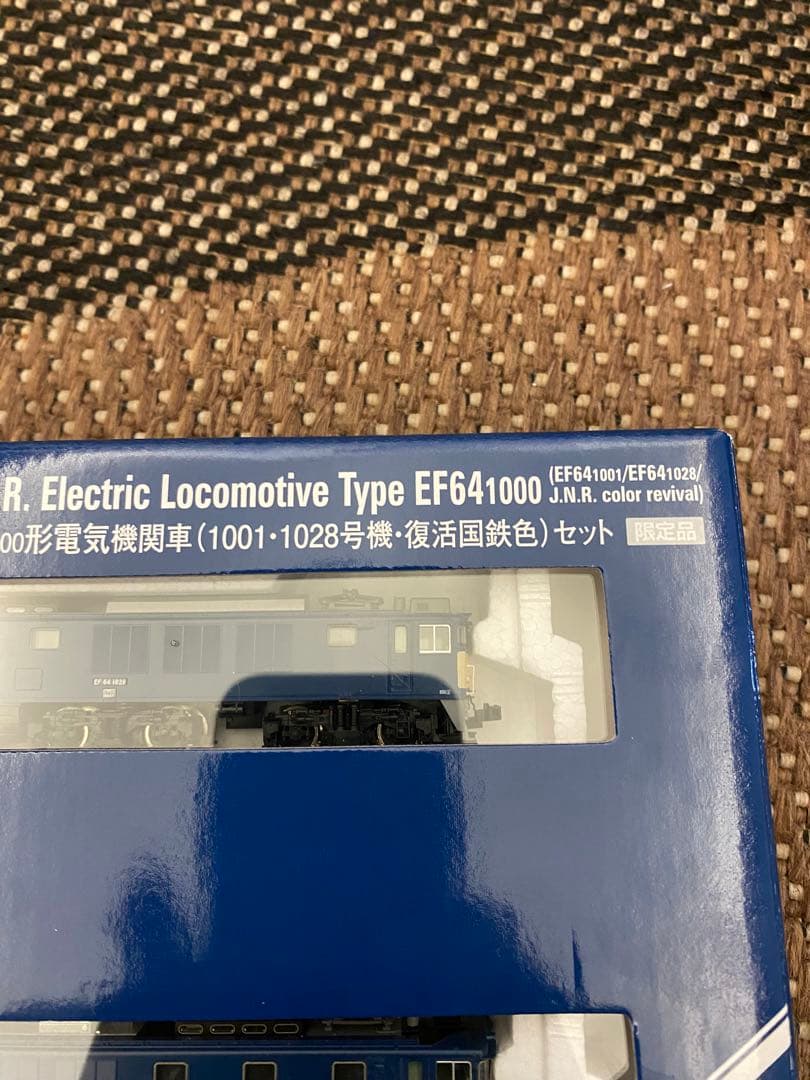 .R. Electric Locomotive Type EF641000 (EF641001/EF641028/
J.N.R. color revival)
00形電気機関車(1001・1028号機・復活国鉄色)セット 限定品
EF 64 1028